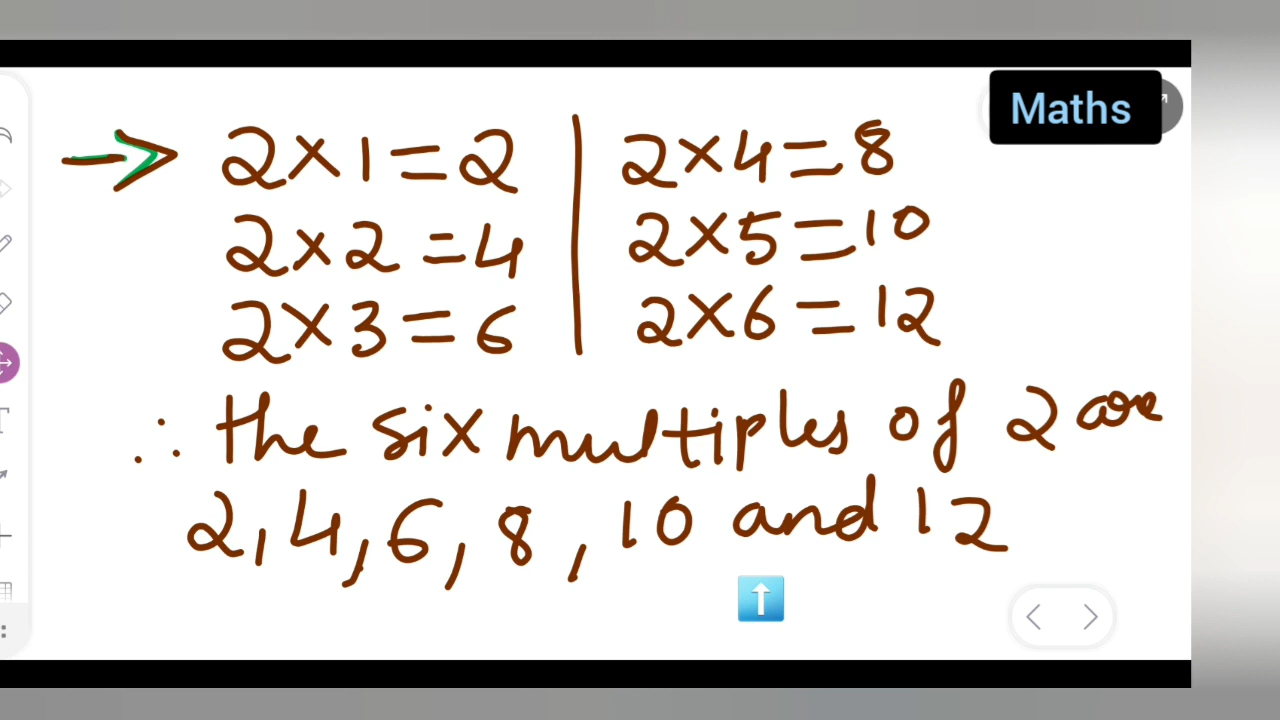 Maths
→ 2×1=2 | 2×4=8
2×2=4 | 2×5=10
2×3=6 | 2×6=12
∴ the six multiples of 2 are
2, 4, 6, 8, 10 and 12